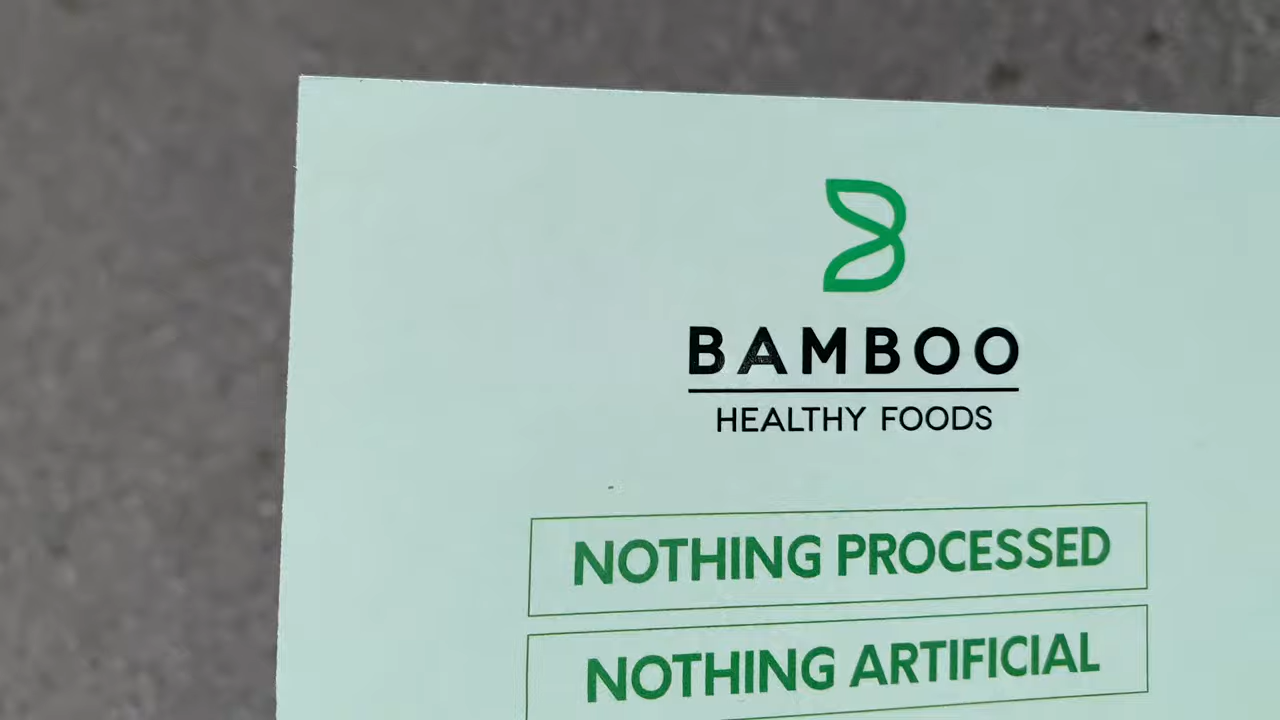 BAMBOO
HEALTHY FOODS
NOTHING PROCESSED
NOTHING ARTIFICIAL